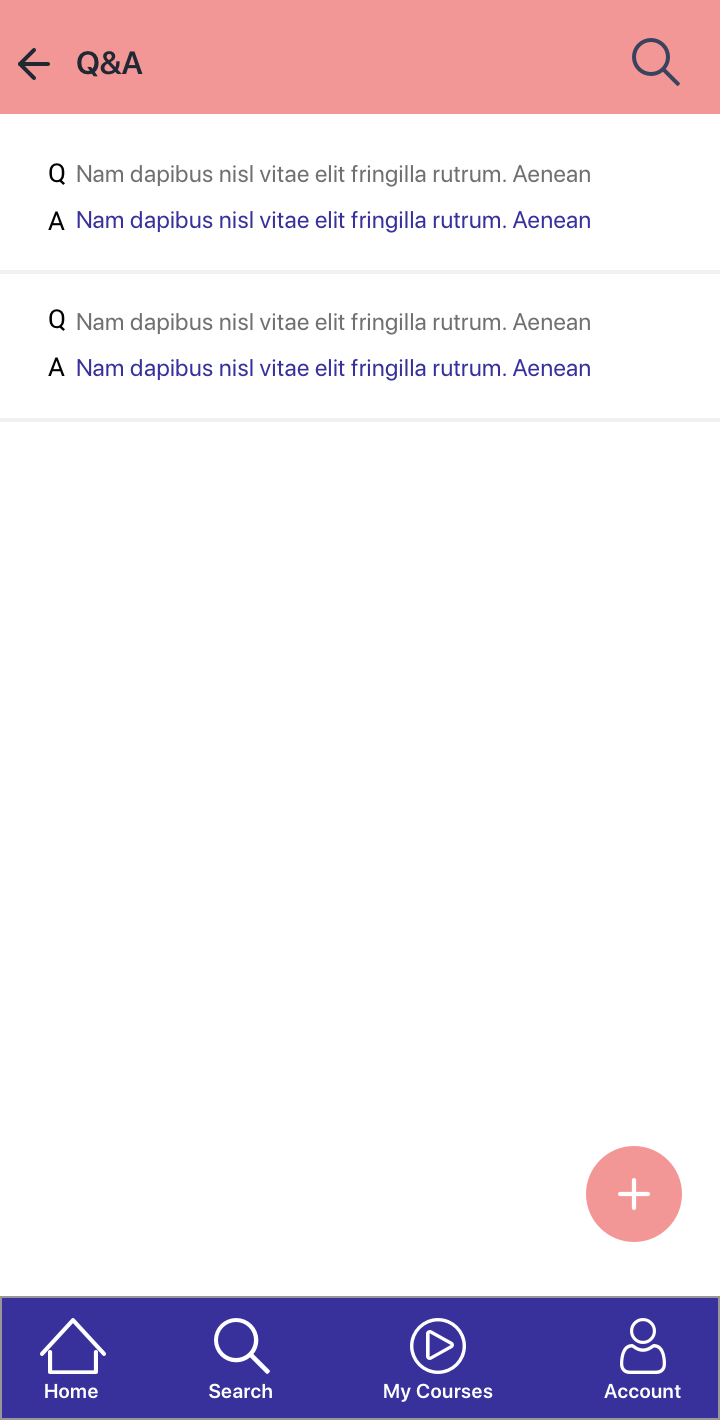 Q&A
Q Nam dapibus nisl vitae elit fringilla rutrum. Aenean
A Nam dapibus nisl vitae elit fringilla rutrum. Aenean
Q Nam dapibus nisl vitae elit fringilla rutrum. Aenean
A Nam dapibus nisl vitae elit fringilla rutrum. Aenean
Home Search My Courses Account